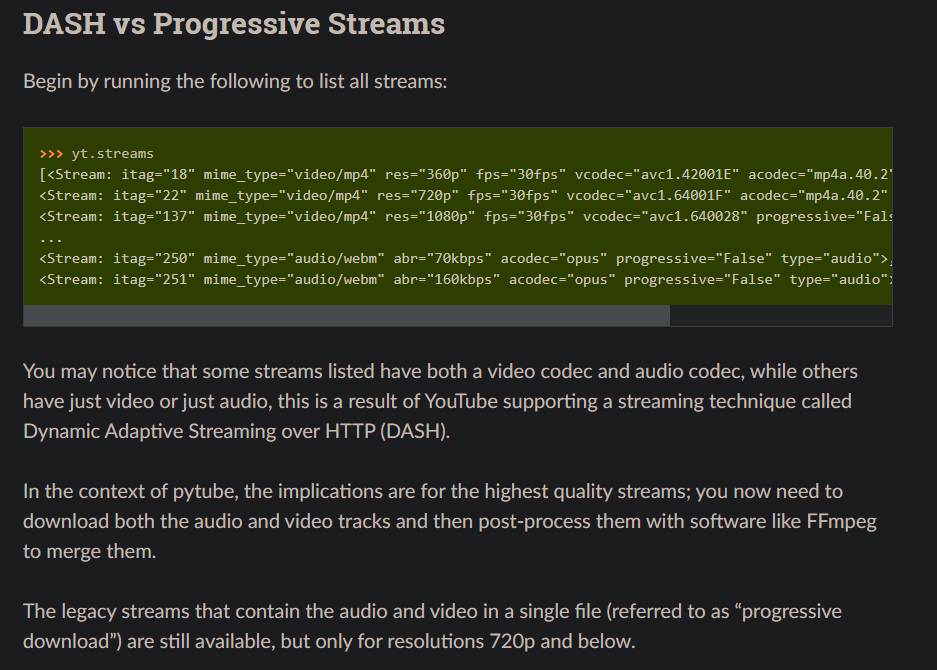 DASH vs Progressive Streams
Begin by running the following to list all streams:
>>> yt.streams
[<Stream: itag="18" mime_type="video/mp4" res="360p" fps="30fps" vcodec="avc1.42001E" acodec="mp4a.40.2"
<Stream: itag="22" mime_type="video/mp4" res="720p" fps="30fps" vcodec="avc1.64001F" acodec="mp4a.40.2"
<Stream: itag="137" mime_type="video/mp4" res="1080p" fps="30fps" vcodec="avc1.640028" progressive="Fals
...
<Stream: itag="250" mime_type="audio/webm" abr="70kbps" acodec="opus" progressive="False" type="audio">,
<Stream: itag="251" mime_type="audio/webm" abr="160kbps" acodec="opus" progressive="False" type="audio">
You may notice that some streams listed have both a video codec and audio codec, while others
have just video or just audio, this is a result of YouTube supporting a streaming technique called
Dynamic Adaptive Streaming over HTTP (DASH).
In the context of pytube, the implications are for the highest quality streams; you now need to
download both the audio and video tracks and then post-process them with software like FFmpeg
to merge them.
The legacy streams that contain the audio and video in a single file (referred to as “progressive
download”) are still available, but only for resolutions 720p and below.